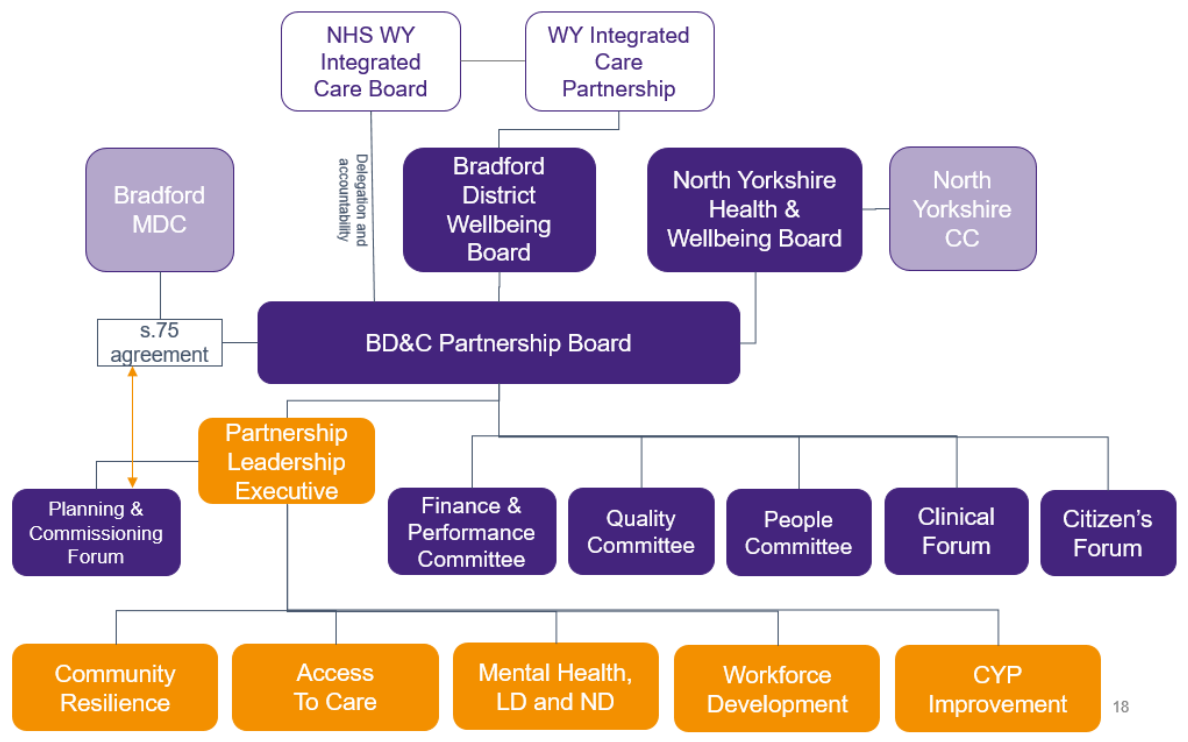 NHS WY
Integrated
Care Board
WY Integrated
Care
Partnership
Delegation and
accountability
Bradford
MDC
Bradford
District
Wellbeing
Board
North Yorkshire
Health &
Wellbeing Board
North
Yorkshire
CC
s.75
agreement
BD&C Partnership Board
Partnership
Leadership
Executive
Planning &
Commissioning
Forum
Finance &
Performance
Committee
Quality
Committee
People
Committee
Clinical
Forum
Citizen’s
Forum
Community
Resilience
Access
To Care
Mental Health,
LD and ND
Workforce
Development
CYP
Improvement
18